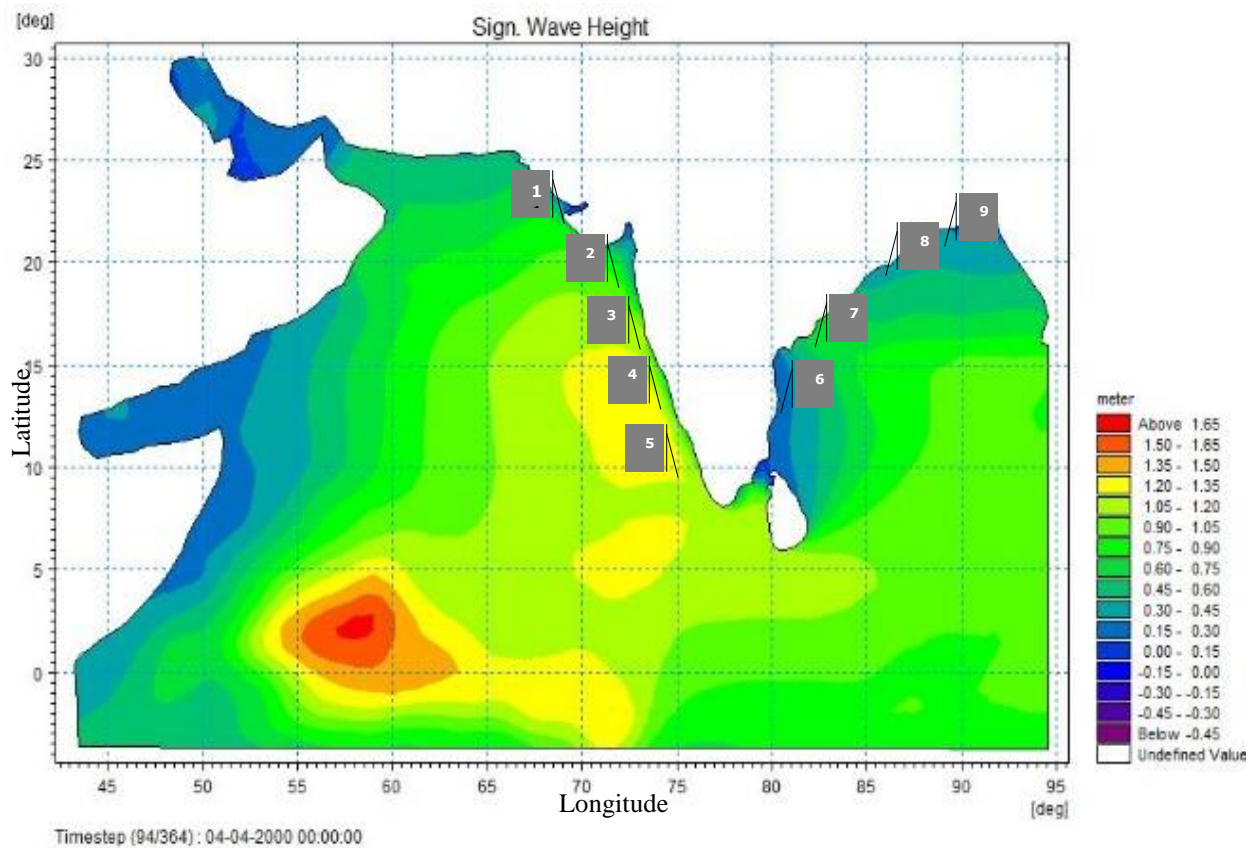 [deg]
Sign. Wave Height
30
25
20
15
10
5
0
Latitude
1
2
3
4
5
6
7
8
9
meter
Above 1.65
1.50 - 1.65
1.35 - 1.50
1.20 - 1.35
1.05 - 1.20
0.90 - 1.05
0.75 - 0.90
0.60 - 0.75
0.45 - 0.60
0.30 - 0.45
0.15 - 0.30
0.00 - 0.15
-0.15 - 0.00
-0.30 - -0.15
-0.45 - -0.30
Below -0.45
Undefined Value
45 50 55 60 65 70 75 80 85 90 95
Longitude
[deg]
Timestep (94/364) : 04-04-2000 00:00:00